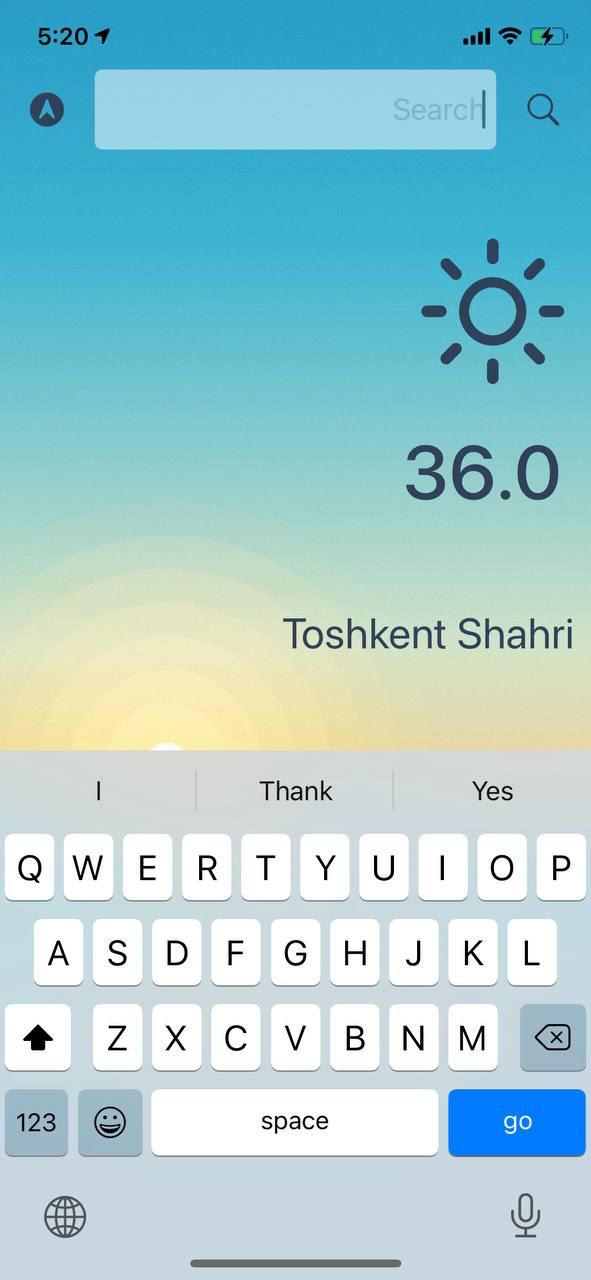 5:20
Search
36.0
Toshkent Shahri
I Thank Yes
Q W E R T Y U I O P
A S D F G H J K L
Z X C V B N M
123 space go